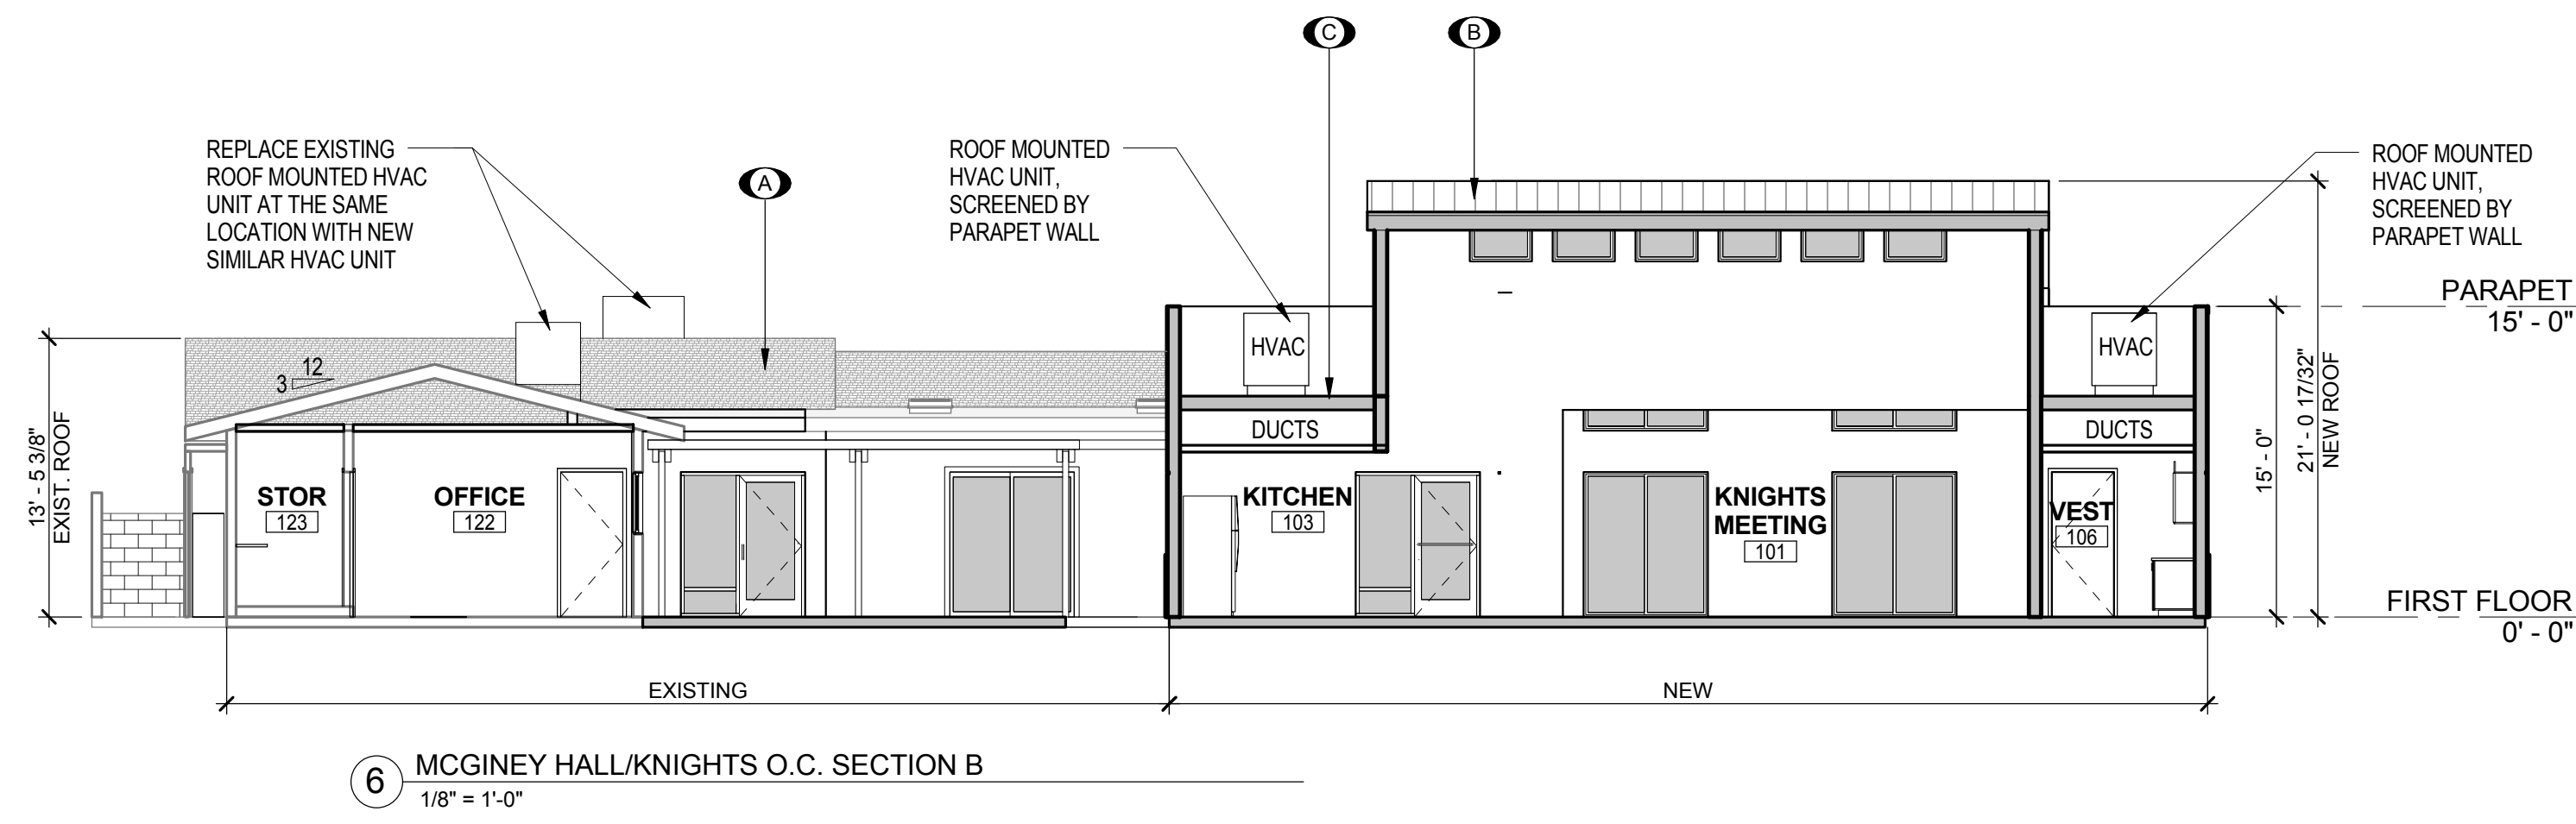 C
B
REPLACE EXISTING
ROOF MOUNTED HVAC
UNIT AT THE SAME
LOCATION WITH NEW
SIMILAR HVAC UNIT
A
ROOF MOUNTED
HVAC UNIT,
SCREENED BY
PARAPET WALL
ROOF MOUNTED
HVAC UNIT,
SCREENED BY
PARAPET WALL
PARAPET
15' - 0"
HVAC
HVAC
12
3
DUCTS
DUCTS
13' - 5 3/8"
EXIST. ROOF
STOR
123
OFFICE
122
KITCHEN
103
KNIGHTS
MEETING
101
VEST
106
15' - 0"
21' - 0 17/32"
NEW ROOF
FIRST FLOOR
0' - 0"
EXISTING
NEW
6
MCGINEY HALL/KNIGHTS O.C. SECTION B
1/8" = 1'-0"